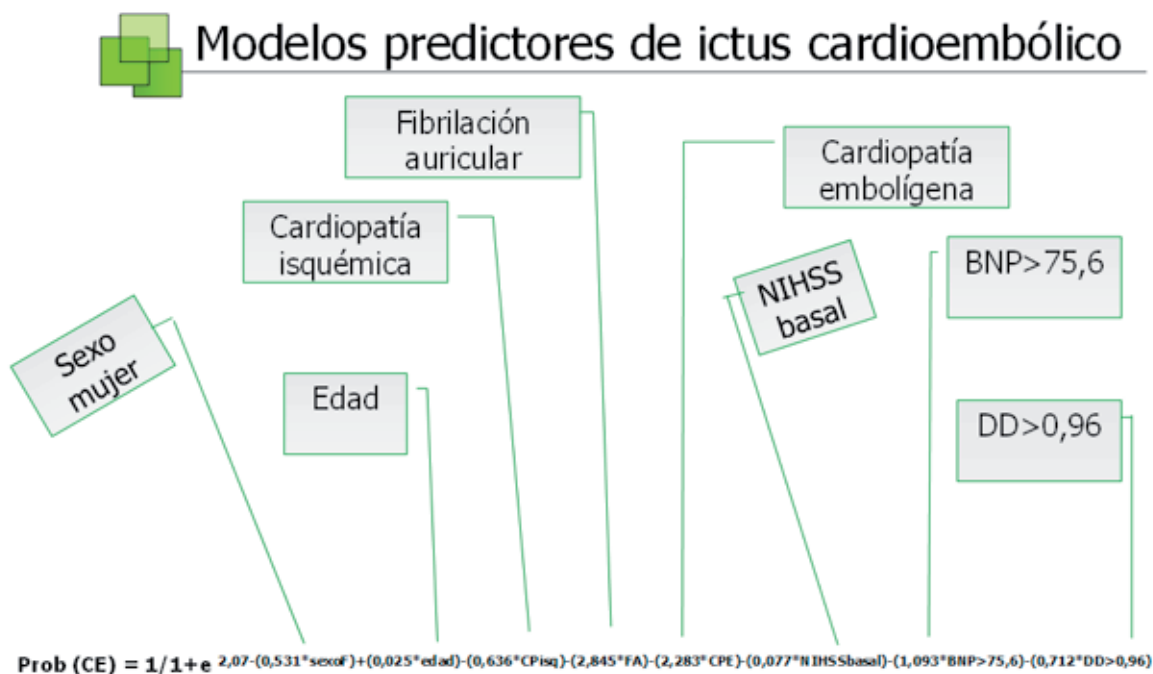 Modelos predictores de ictus cardioembólico
Fibrilación
auricular
Cardiopatía
embolígena
Cardiopatía
isquémica
NIHSS
basal
BNP>75,6
Sexo
mujer
Edad
DD>0,96
Prob (CE) = 1/1+e 2,07-(0,531*sexoF)+(0,025*edad)-(0,636*CPisq)-(2,845*FA)-(2,283*CPE)-(0,077*NIHSSbasal)-(1,093*BNP>75,6)-(0,712*DD>0,96)